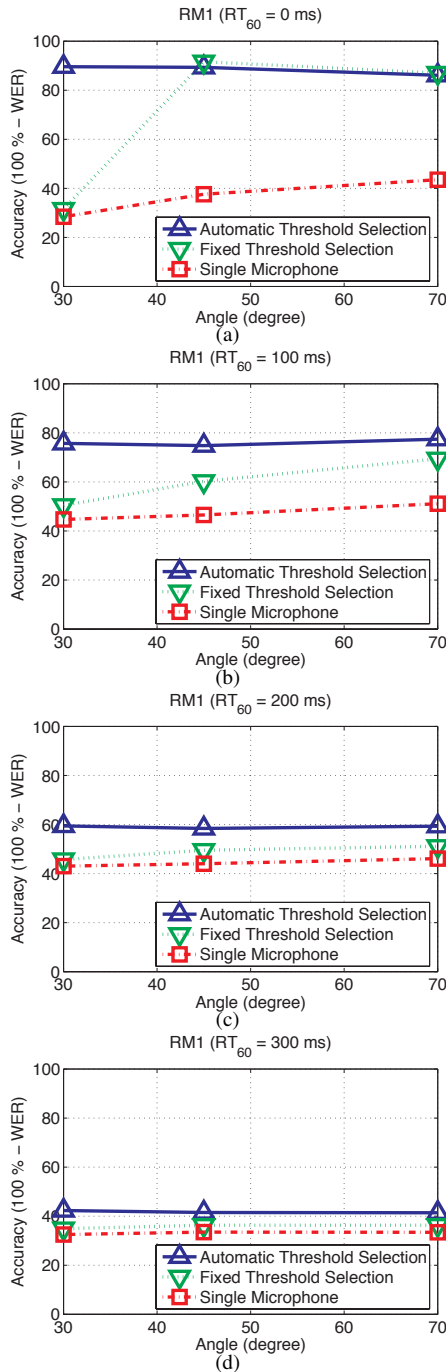 RM1 (RT60 = 0 ms)
100
80
60
40
20
0
Accuracy (100 % − WER)
Automatic Threshold Selection
Fixed Threshold Selection
Single Microphone
30 40 50 60 70
Angle (degree)
(a)
RM1 (RT60 = 100 ms)
100
80
60
40
20
0
Accuracy (100 % − WER)
Automatic Threshold Selection
Fixed Threshold Selection
Single Microphone
30 40 50 60 70
Angle (degree)
(b)
RM1 (RT60 = 200 ms)
100
80
60
40
20
0
Accuracy (100 % − WER)
Automatic Threshold Selection
Fixed Threshold Selection
Single Microphone
30 40 50 60 70
Angle (degree)
(c)
RM1 (RT60 = 300 ms)
100
80
60
40
20
0
Accuracy (100 % − WER)
Automatic Threshold Selection
Fixed Threshold Selection
Single Microphone
30 40 50 60 70
Angle (degree)
(d)